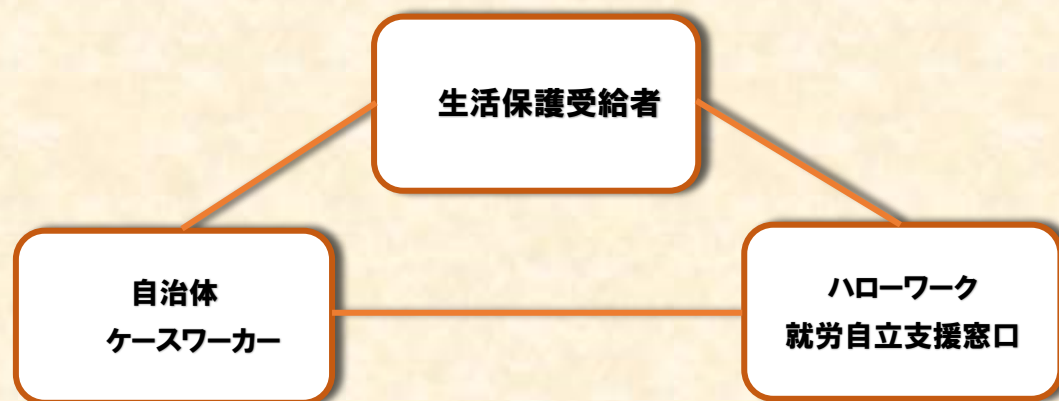 生活保護受給者
自治体
ケースワーカー
ハローワーク
就労自立支援窓口